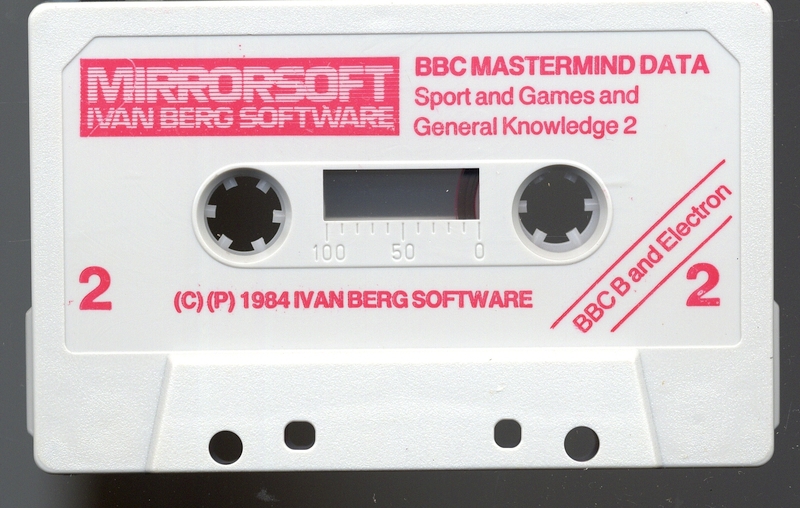 MIRRORSOFT
IVAN BERG SOFTWARE
BBC MASTERMIND DATA
Sport and Games and
General Knowledge 2
100 50 0
BBC B and Electron
2
(C) (P) 1984 IVAN BERG SOFTWARE
2